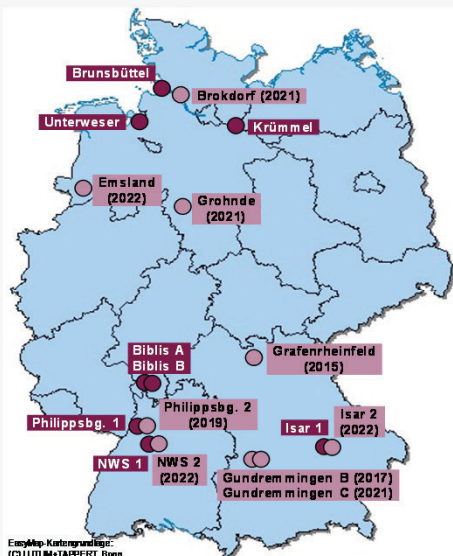 Brunsbüttel
Brokdorf (2021)
Unterweser
Krümmel
Emsland
(2022)
Grohnde
(2021)
Biblis A
Biblis B
Grafenrheinfeld
(2015)
Philippsbg. 2
(2019)
Philippsbg. 1
Isar 2
(2022)
Isar 1
NWS 1
NWS 2
(2022)
Gundremmingen B (2017)
Gundremmingen C (2021)
EasyMap-Kartengrundlage:
(C) LUTUM+TAPPERT, Bonn